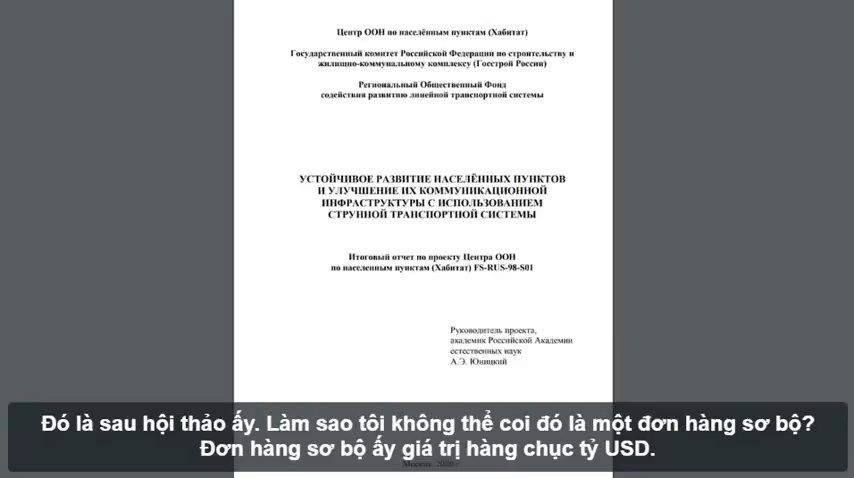 Центр ООН по населённым пунктам (Хабитат)
Государственный комитет Российской Федерации по строительству и
жилищно-коммунальному комплексу (Госстрой России)
Региональный Общественный Фонд
содействия развитию линейной транспортной системы
УСТОЙЧИВОЕ РАЗВИТИЕ НАСЕЛЁННЫХ ПУНКТОВ
И УЛУЧШЕНИЕ ИХ КОММУНИКАЦИОННОЙ
ИНФРАСТРУКТУРЫ С ИСПОЛЬЗОВАНИЕМ
СТРУННОЙ ТРАНСПОРТНОЙ СИСТЕМЫ
Итоговый отчет по проекту Центра ООН
по населенным пунктам (Хабитат) FS-RUS-98-S01
Руководитель проекта,
академик Российской Академии
естественных наук
А.Э. Юницкий
Đó là sau hội thảo ấy. Làm sao tôi không thể coi đó là một đơn hàng sơ bộ?
Đơn hàng sơ bộ ấy giá trị hàng chục tỷ USD.